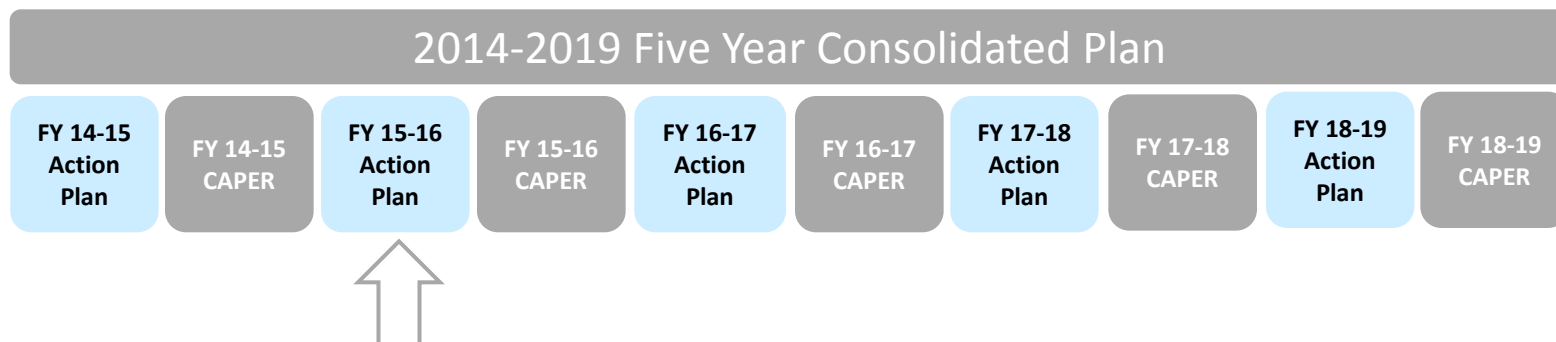 2014-2019 Five Year Consolidated Plan
FY 14-15
Action
Plan
FY 14-15
CAPER
FY 15-16
Action
Plan
FY 15-16
CAPER
FY 16-17
Action
Plan
FY 16-17
CAPER
FY 17-18
Action
Plan
FY 17-18
CAPER
FY 18-19
Action
Plan
FY 18-19
CAPER